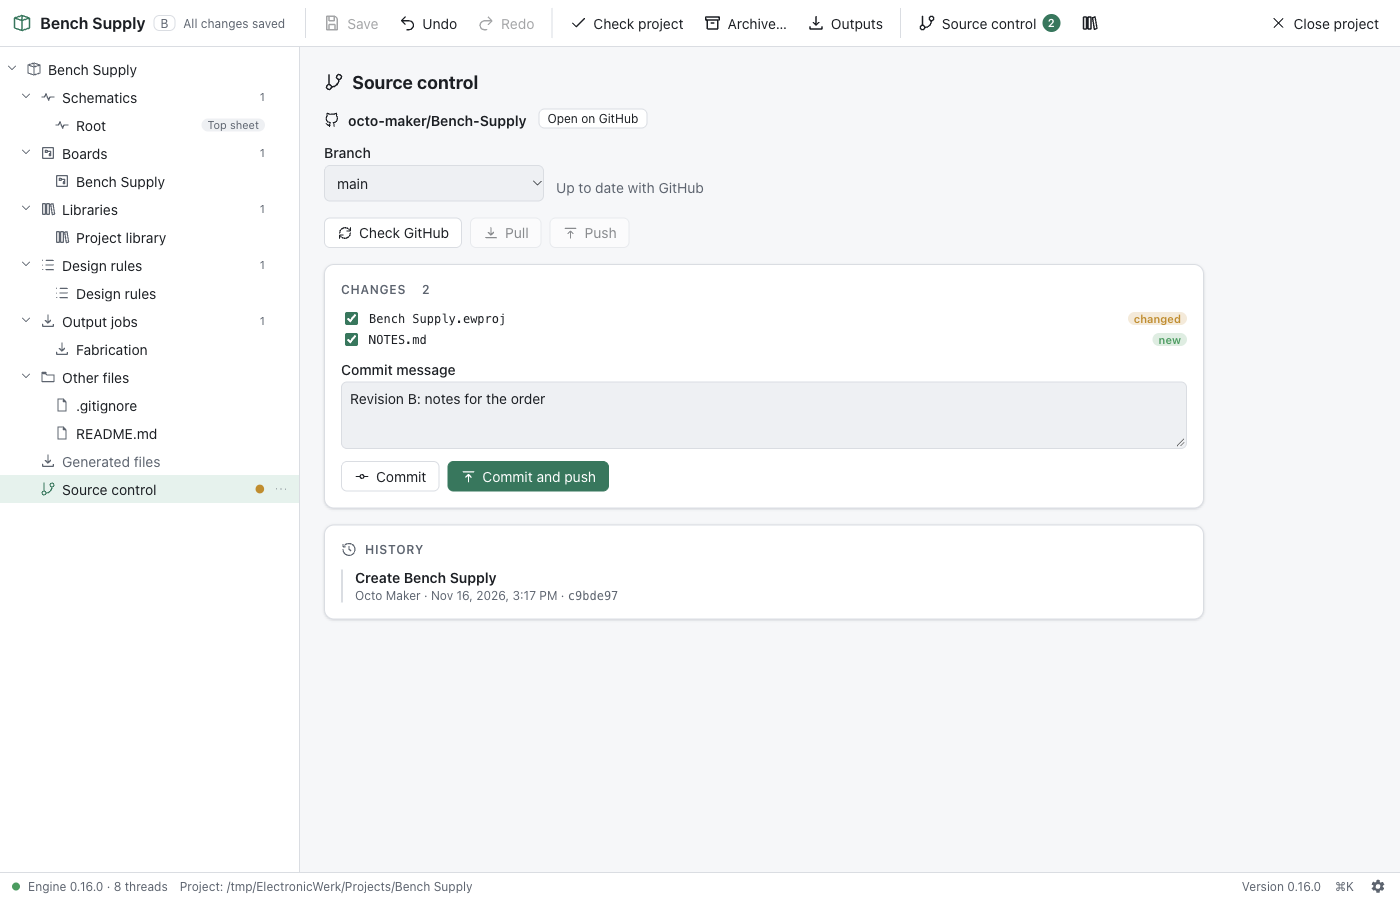 Bench Supply B All changes saved Save Undo Redo Check project Archive... Outputs Source control 2 Close project
Bench Supply
Schematics 1
Root Top sheet
Boards 1
Bench Supply
Libraries 1
Project library
Design rules 1
Design rules
Output jobs 1
Fabrication
Other files
.gitignore
README.md
Generated files
Source control ...
Source control
octo-maker/Bench-Supply Open on GitHub
Branch
main Up to date with GitHub
Check GitHub Pull Push
CHANGES 2
Bench Supply.ewproj changed
NOTES.md new
Commit message
Revision B: notes for the order
Commit Commit and push
HISTORY
Create Bench Supply
Octo Maker · Nov 16, 2026, 3:17 PM · c9bde97
Engine 0.16.0 · 8 threads Project: /tmp/ElectronicWerk/Projects/Bench Supply Version 0.16.0 ⌘K